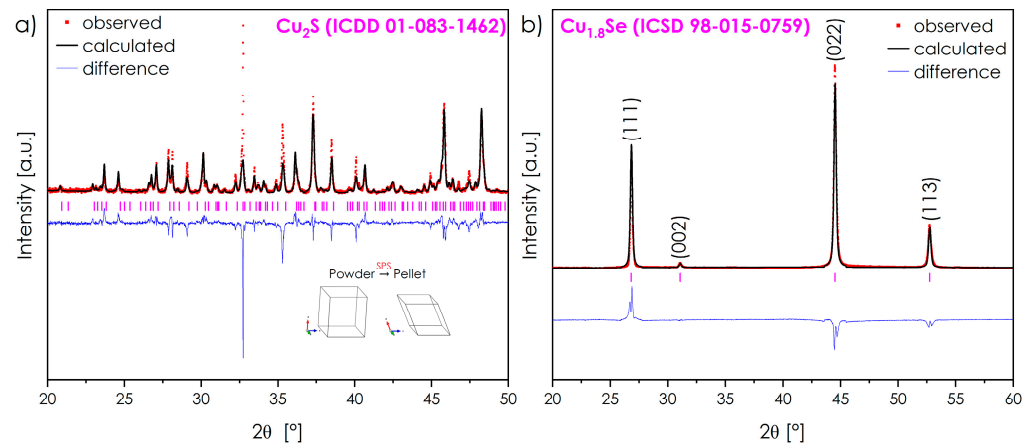 a)
Cu₂S (ICDD 01-083-1462)
observed
calculated
difference
Intensity [a.u.]
SPS
Powder → Pellet
20 25 30 35 40 45 50
2θ [°]
b)
Cu₁.₈Se (ICSD 98-015-0759)
observed
calculated
difference
Intensity [a.u.]
(111)
(002)
(022)
(113)
20 25 30 35 40 45 50 55 60
2θ [°]